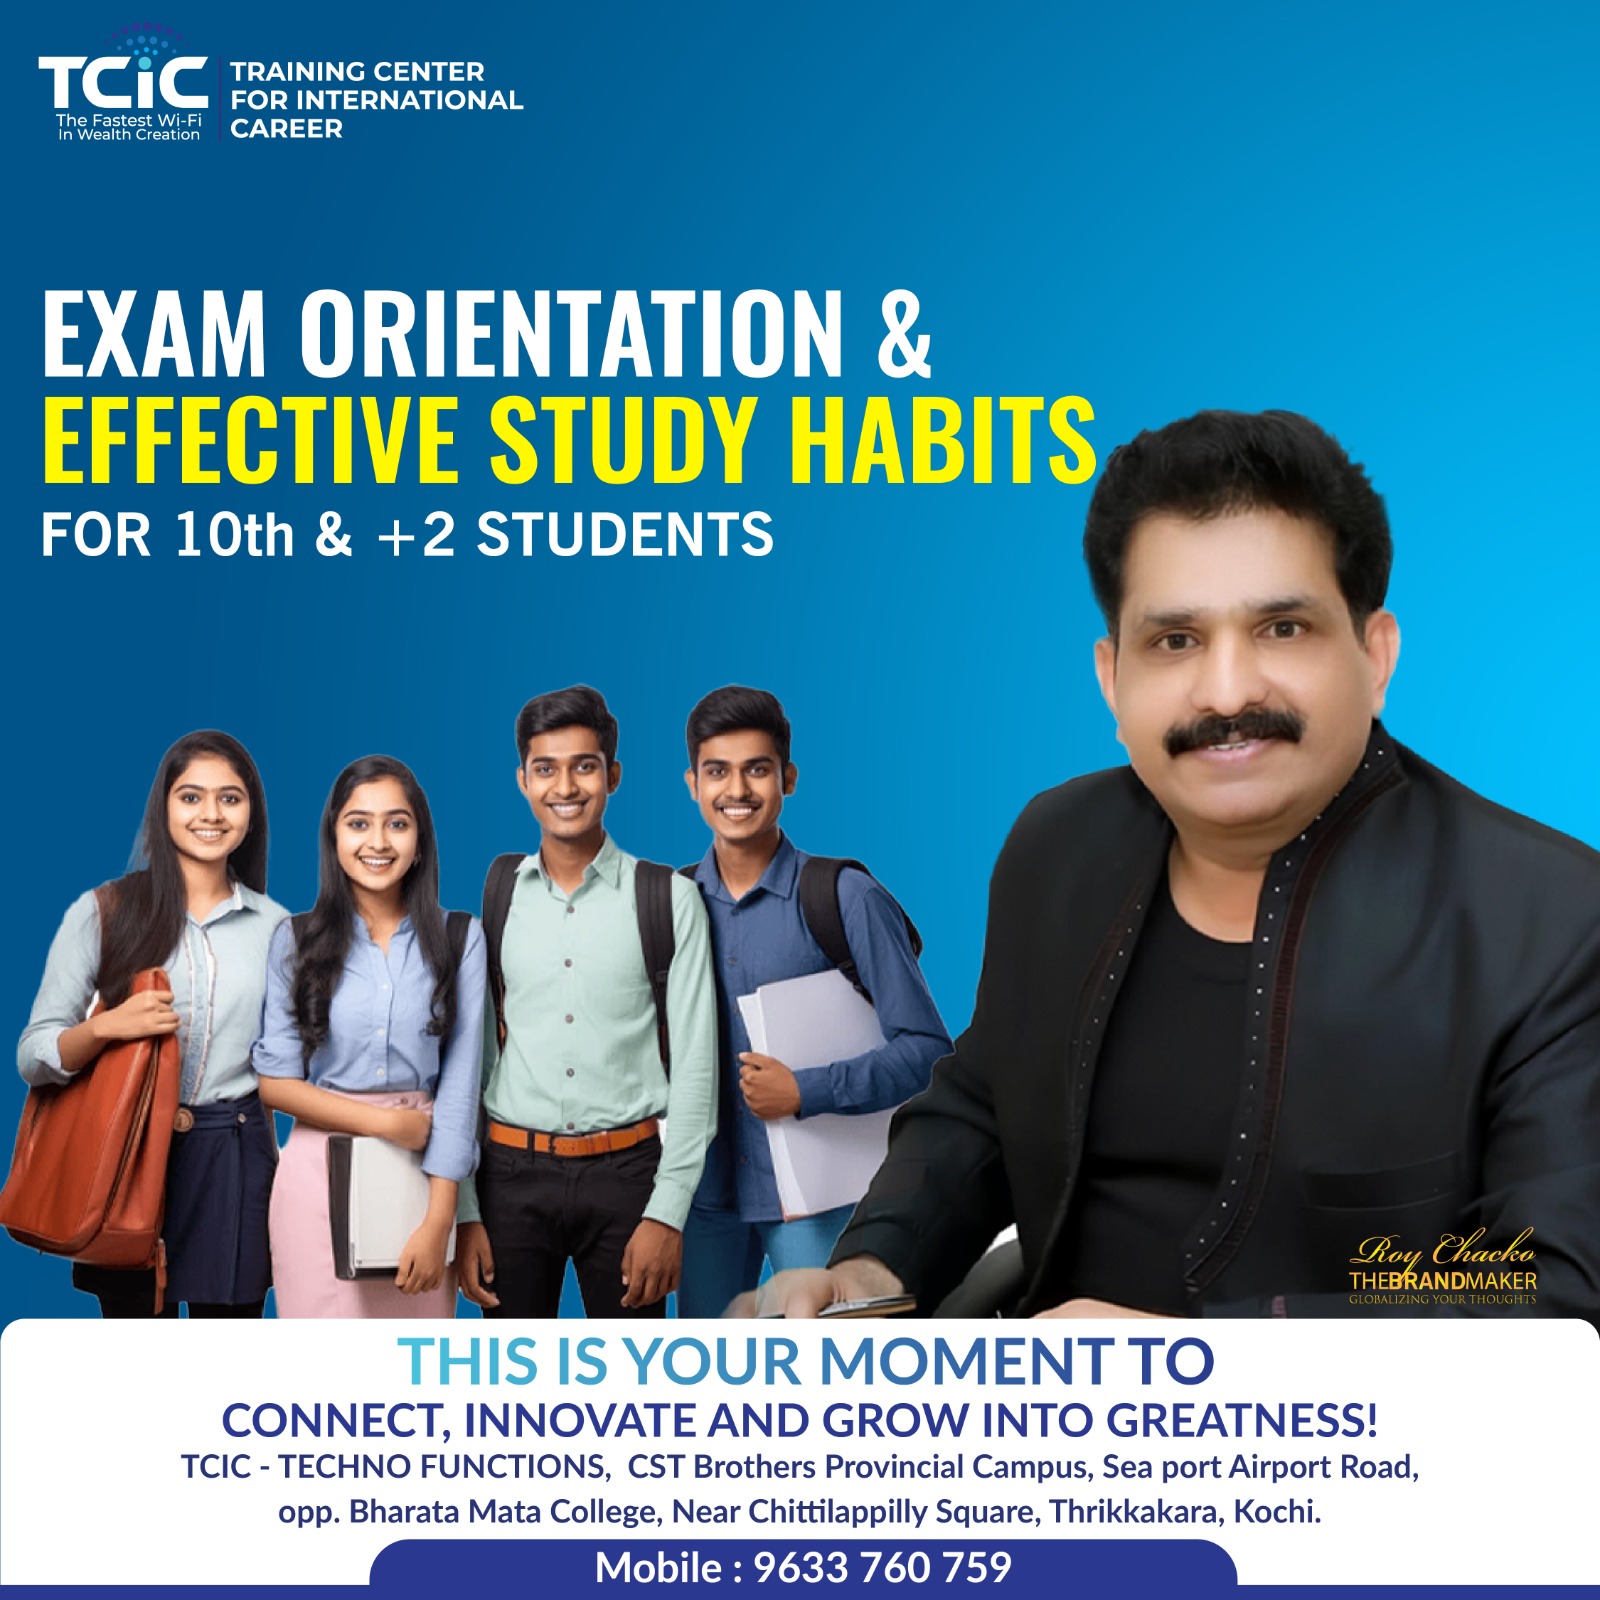 TCiC
The Fastest Wi-Fi
In Wealth Creation
TRAINING CENTER
FOR INTERNATIONAL
CAREER
EXAM ORIENTATION &
EFFECTIVE STUDY HABITS
FOR 10th & +2 STUDENTS
Roy Chacko
THEBRANDMAKER
GLOBALIZING YOUR THOUGHTS
THIS IS YOUR MOMENT TO
CONNECT, INNOVATE AND GROW INTO GREATNESS!
TCIC - TECHNO FUNCTIONS, CST Brothers Provincial Campus, Sea port Airport Road,
opp. Bharata Mata College, Near Chittilappilly Square, Thrikkakara, Kochi.
Mobile : 9633 760 759